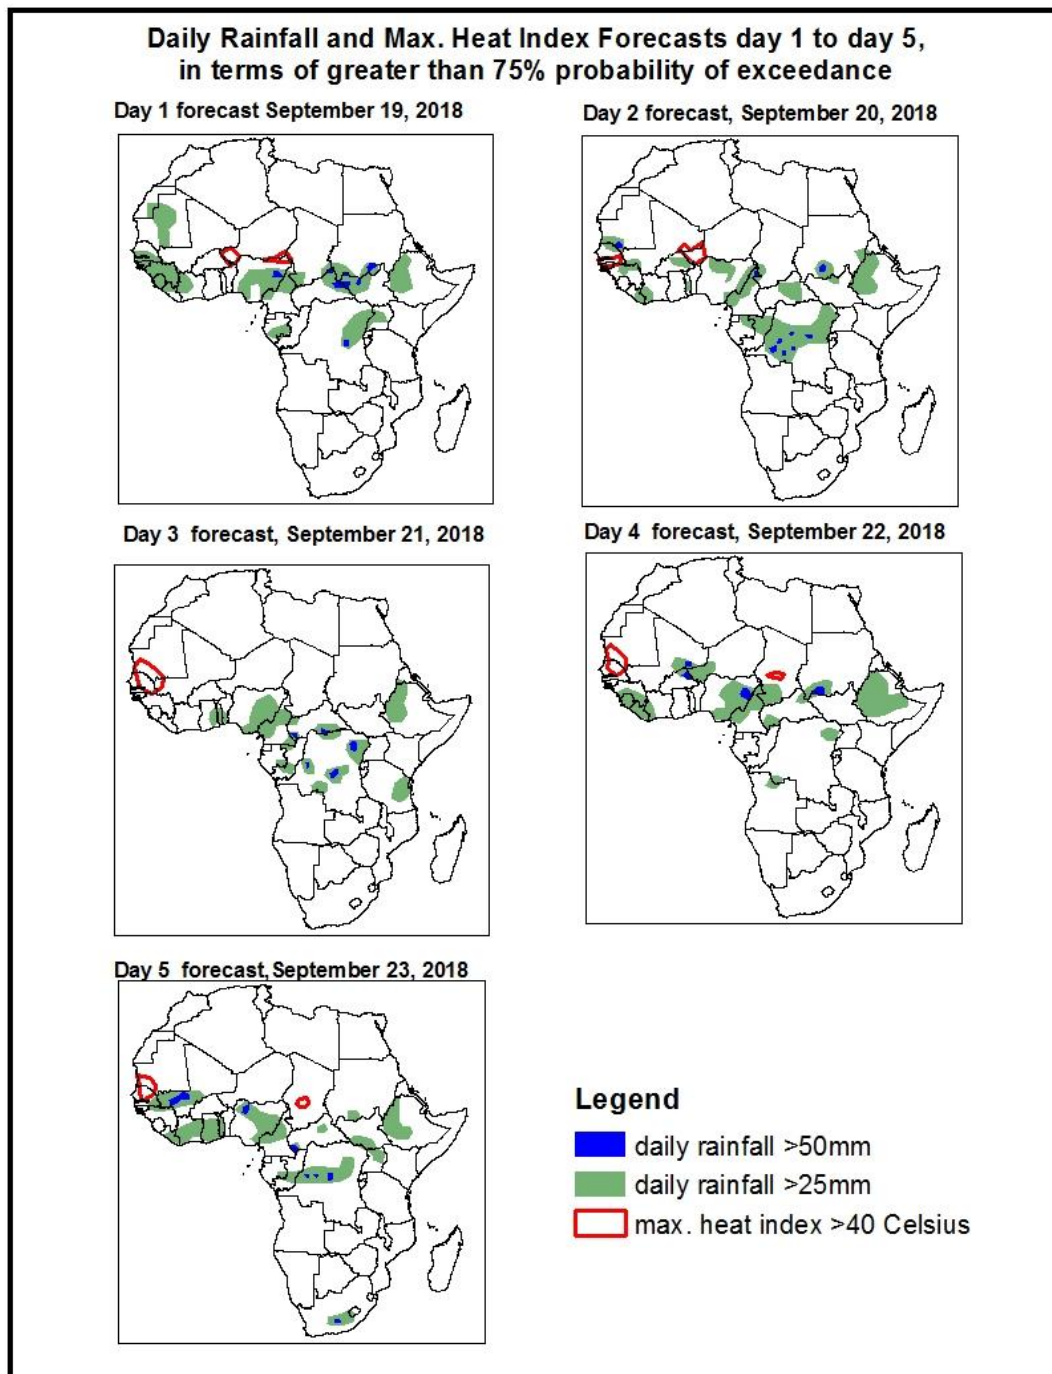 Daily Rainfall and Max. Heat Index Forecasts day 1 to day 5,
in terms of greater than 75% probability of exceedance
Day 1 forecast September 19, 2018
Day 2 forecast, September 20, 2018
Day 3 forecast, September 21, 2018
Day 4 forecast, September 22, 2018
Day 5 forecast, September 23, 2018
Legend
daily rainfall >50mm
daily rainfall >25mm
max. heat index >40 Celsius